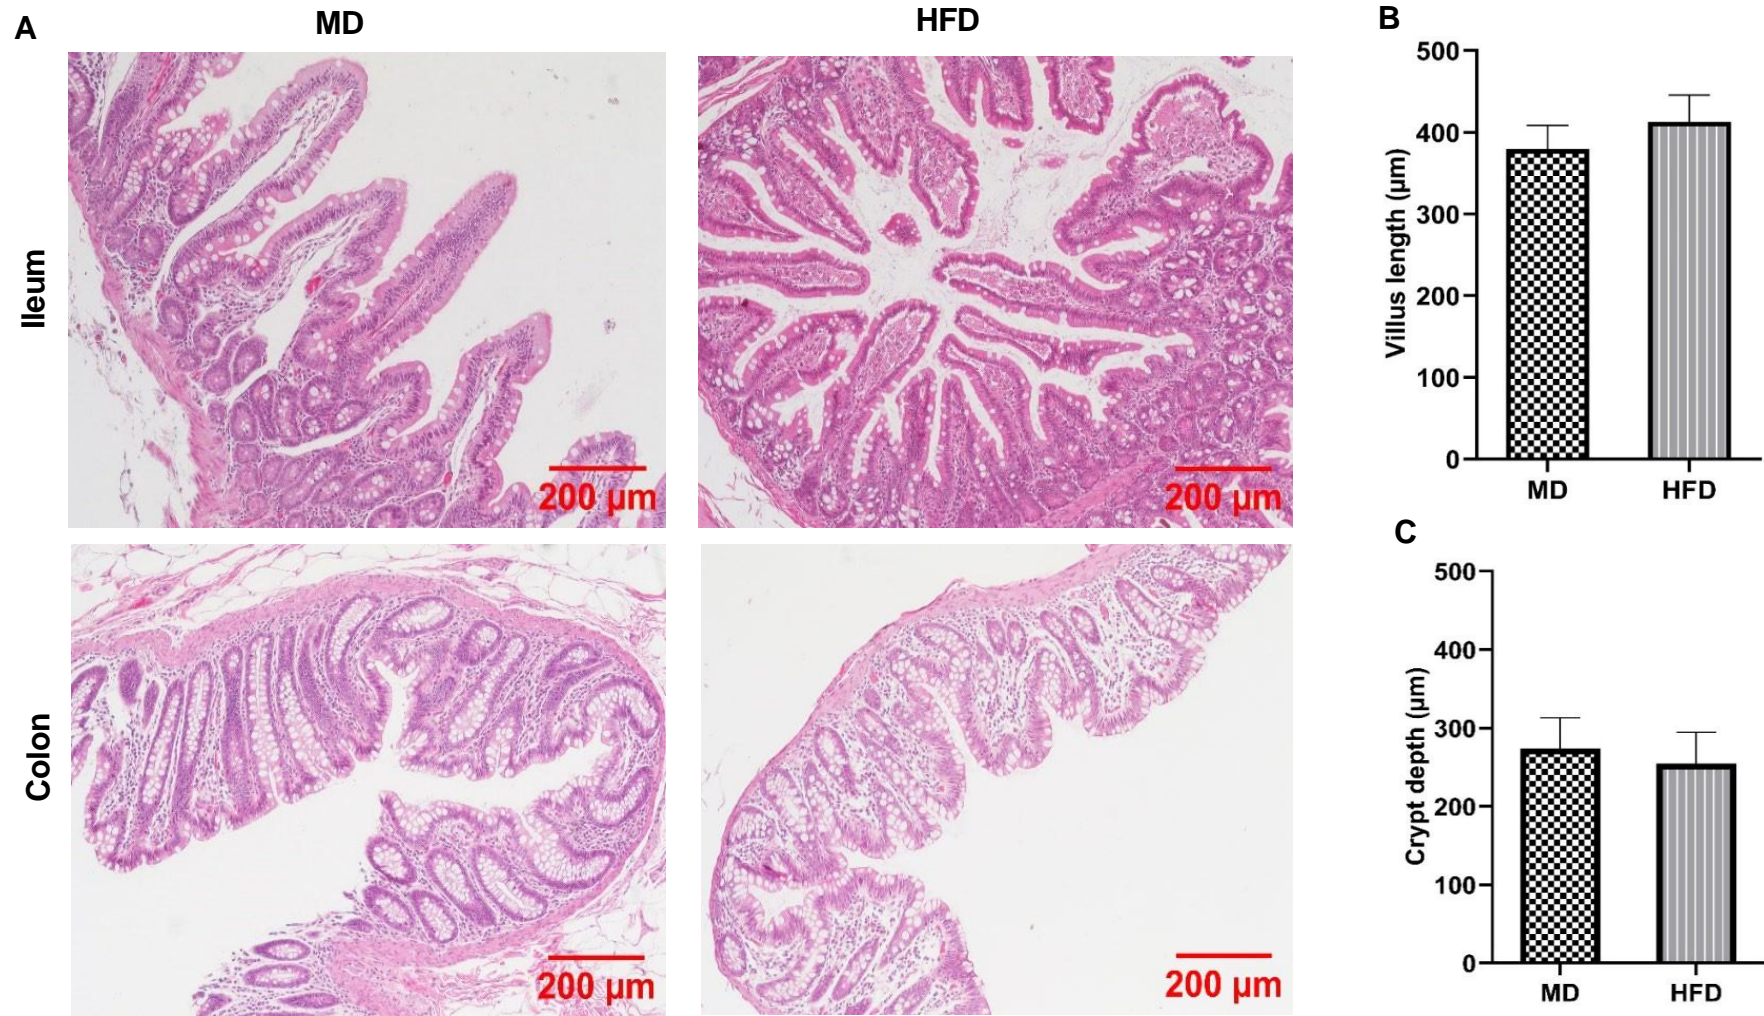 A
MD
HFD
Ileum
200 µm
200 µm
Colon
200 µm
200 µm
B
500
400
300
200
100
0
Villus length (µm)
MD
HFD
C
500
400
300
200
100
0
Crypt depth (µm)
MD
HFD